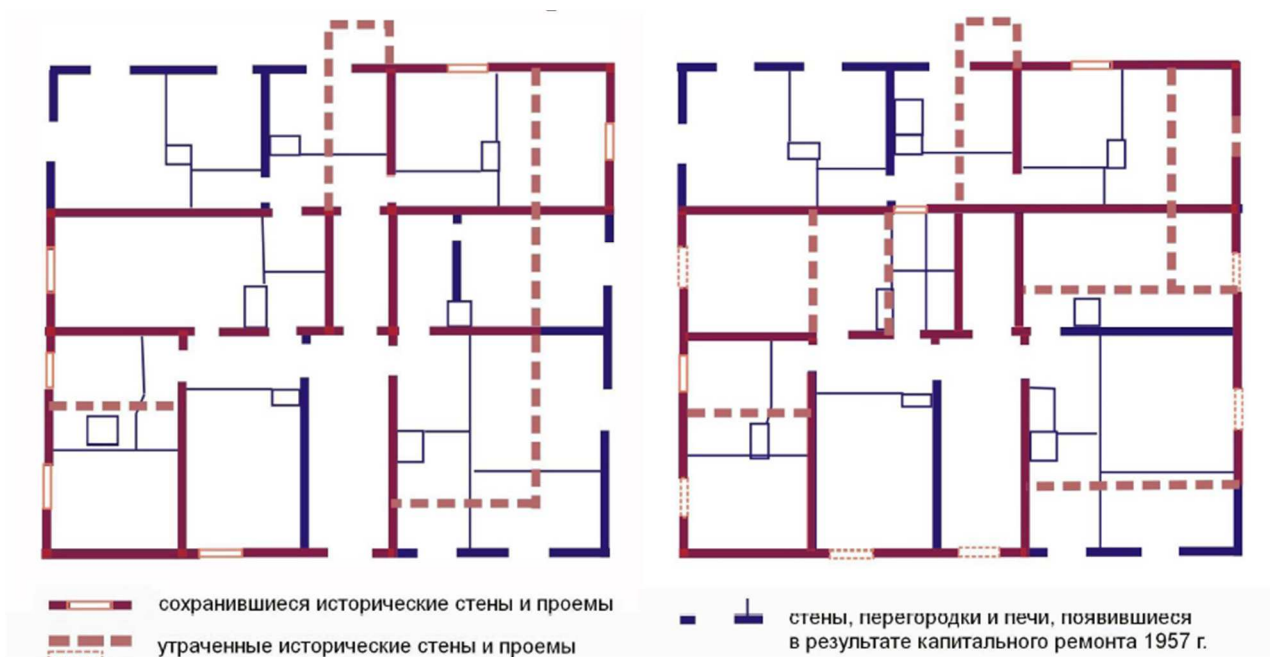 сохранившиеся исторические стены и проемы
утраченные исторические стены и проемы
стены, перегородки и печи, появившиеся
в результате капитального ремонта 1957 г.